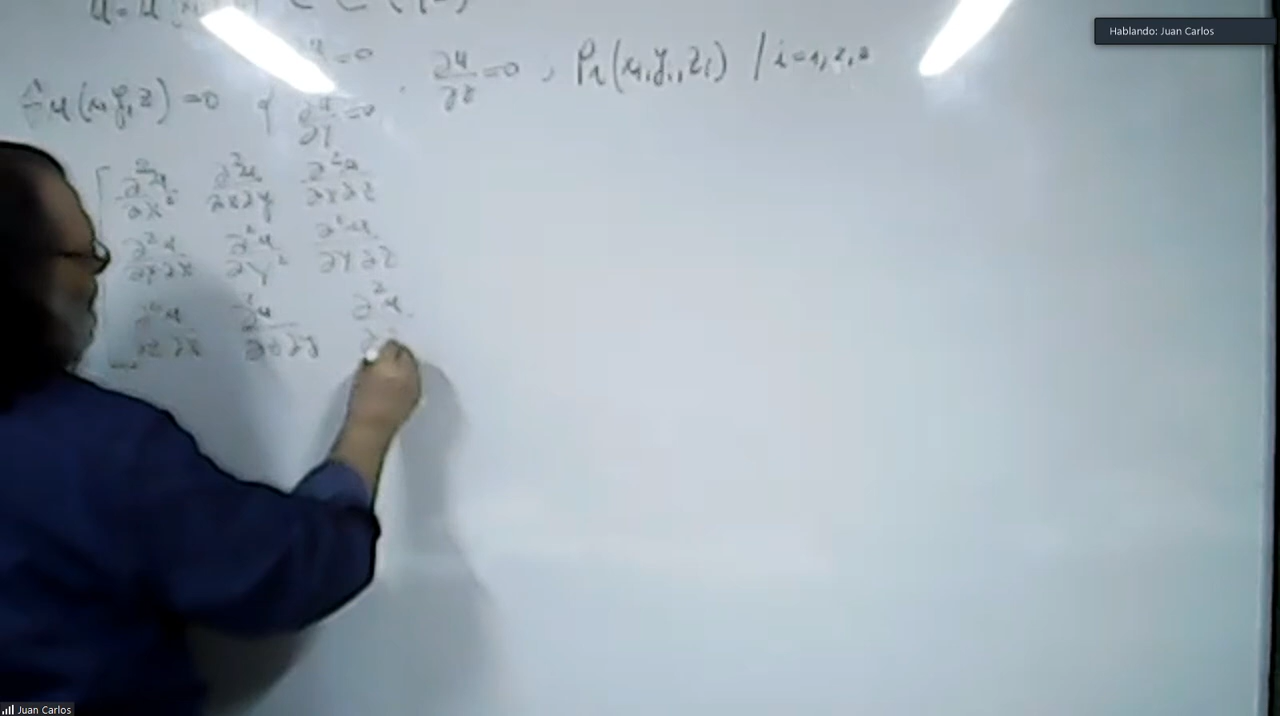 ∂u/∂z =0 , Pi(xi,yi,zi) / i=1,2,3
u(x,y,z) =0 ∂u/∂y =0
∂²u/∂x² ∂²u/∂x∂y ∂²u/∂x∂z
∂²u/∂y∂x ∂²u/∂y² ∂²u/∂y∂z
∂²u/∂z∂x ∂²u/∂z∂y ∂²u
Hablando: Juan Carlos
Juan Carlos